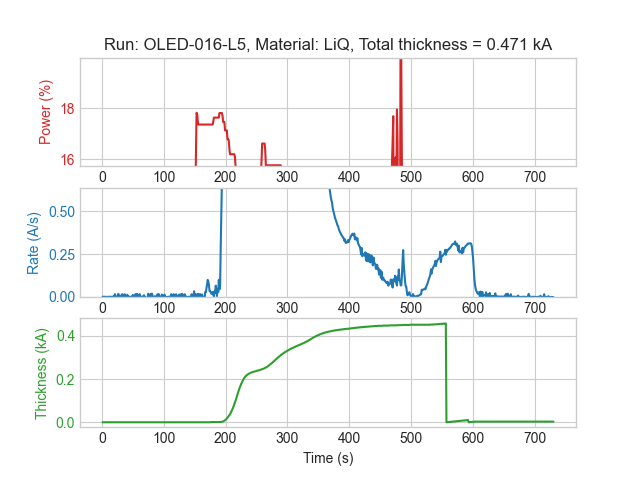 Run: OLED-016-L5, Material: LiQ, Total thickness = 0.471 kA
Power (%)
18
16
0 100 200 300 400 500 600 700
Rate (A/s)
0.50
0.25
0.00
0 100 200 300 400 500 600 700
Thickness (kA)
0.4
0.2
0.0
0 100 200 300 400 500 600 700
Time (s)